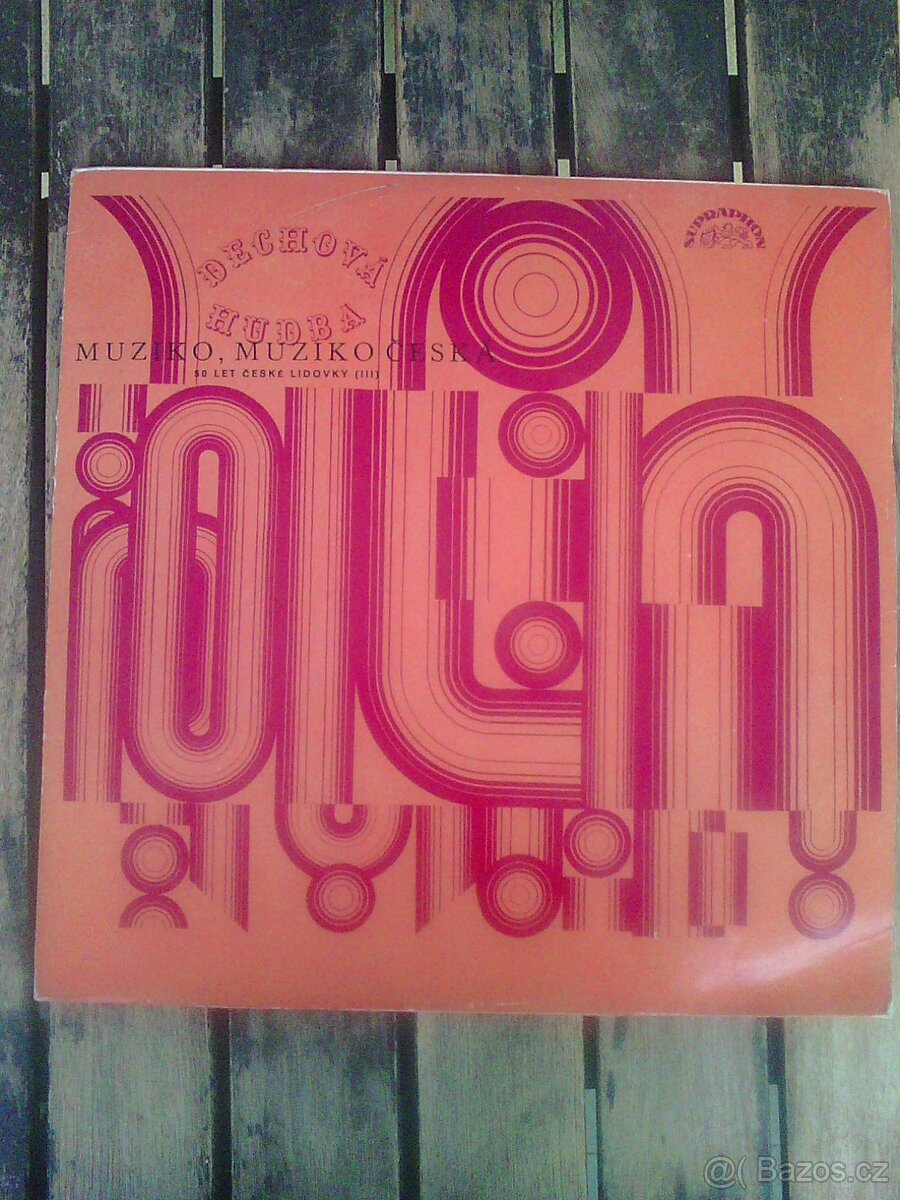 DECHOVÁ
HUDBA
SUPRAPHON
MUZIKO, MUZIKO ČESKÁ
50 LET ČESKÉ LIDOVKY (III)
@( Bazos.cz